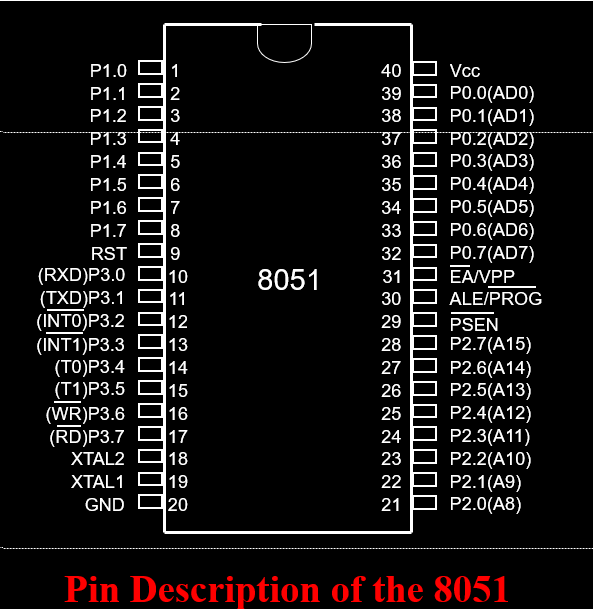 P1.0 1 40 Vcc
P1.1 2 39 P0.0(AD0)
P1.2 3 38 P0.1(AD1)
P1.3 4 37 P0.2(AD2)
P1.4 5 36 P0.3(AD3)
P1.5 6 35 P0.4(AD4)
P1.6 7 34 P0.5(AD5)
P1.7 8 33 P0.6(AD6)
RST 9 32 P0.7(AD7)
(RXD)P3.0 10 8051 31 E̅A̅/VPP
(TXD)P3.1 11 30 ALE/P̅R̅O̅G̅
(I̅N̅T̅0̅)P3.2 12 29 P̅S̅E̅N̅
(I̅N̅T̅1̅)P3.3 13 28 P2.7(A15)
(T0)P3.4 14 27 P2.6(A14)
(T1)P3.5 15 26 P2.5(A13)
(W̅R̅)P3.6 16 25 P2.4(A12)
(R̅D̅)P3.7 17 24 P2.3(A11)
XTAL2 18 23 P2.2(A10)
XTAL1 19 22 P2.1(A9)
GND 20 21 P2.0(A8)
Pin Description of the 8051